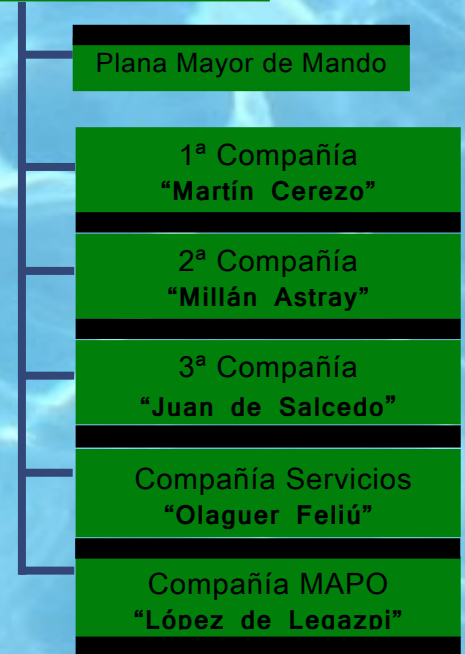 Plana Mayor de Mando
1ª Compañía
“Martín Cerezo”
2ª Compañía
“Millán Astray”
3ª Compañía
“Juan de Salcedo”
Compañía Servicios
“Olaguer Feliú”
Compañía MAPO
“López de Legazpi”